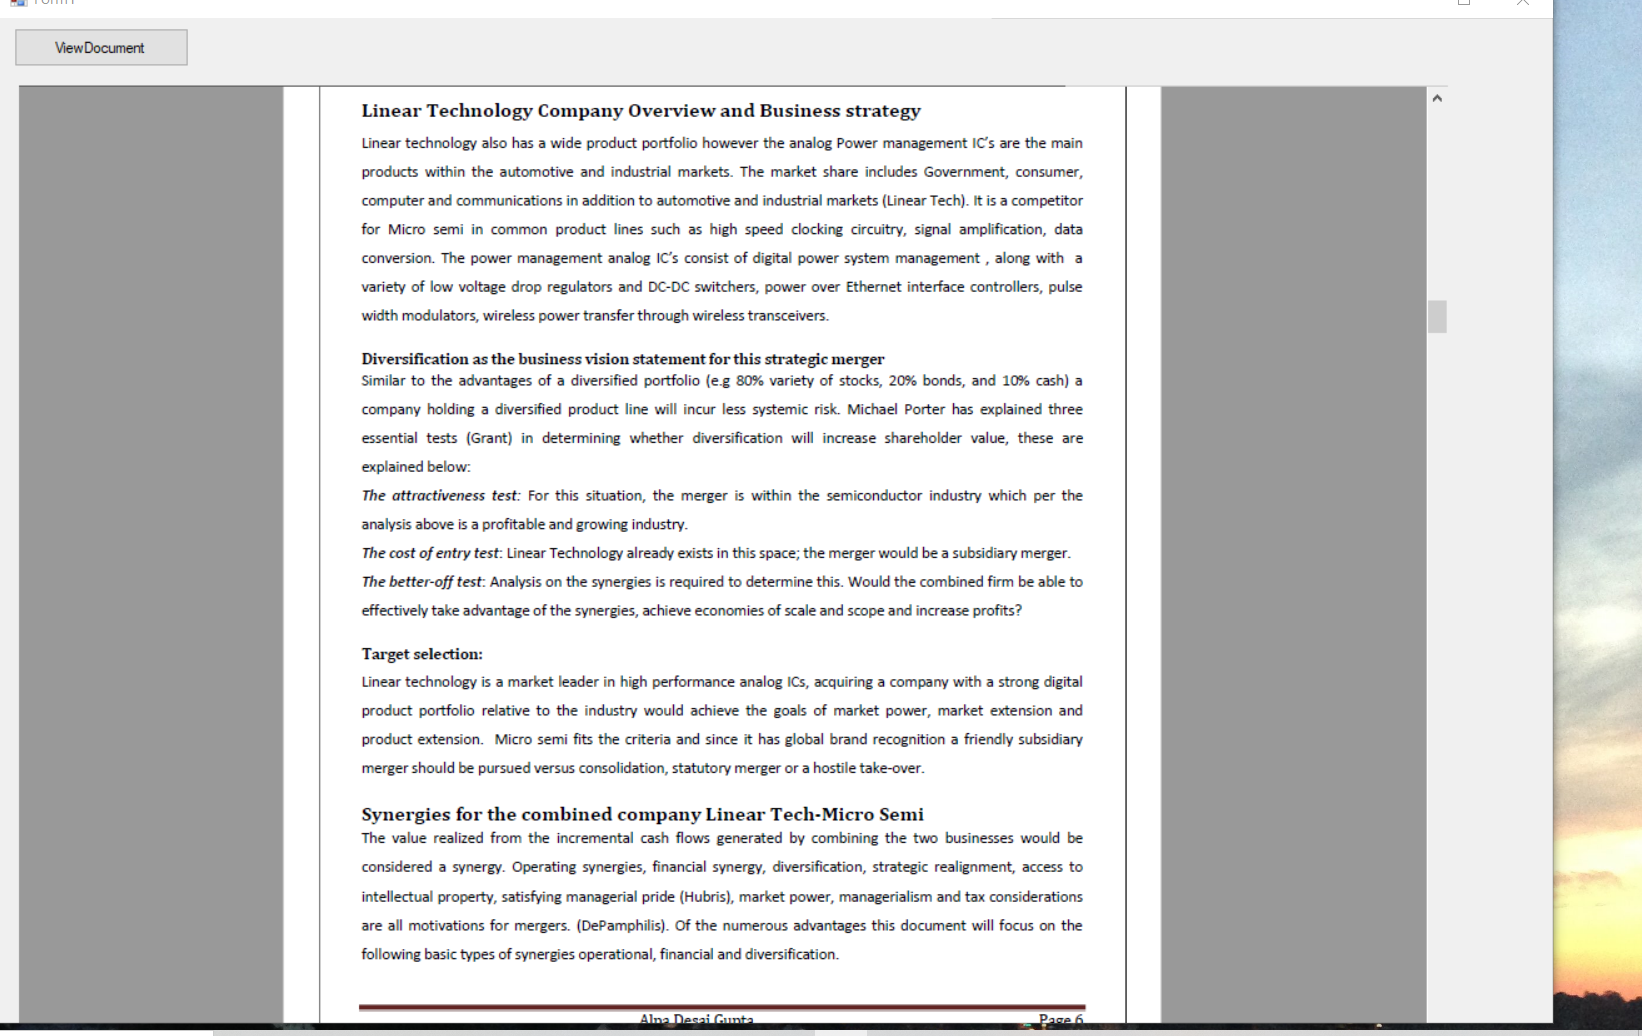 ViewDocument
Linear Technology Company Overview and Business strategy
Linear technology also has a wide product portfolio however the analog Power management IC's are the main
products within the automotive and industrial markets. The market share includes Government, consumer,
computer and communications in addition to automotive and industrial markets (Linear Tech). It is a competitor
for Micro semi in common product lines such as high speed clocking circuitry, signal amplification, data
conversion. The power management analog IC's consist of digital power system management , along with a
variety of low voltage drop regulators and DC-DC switchers, power over Ethernet interface controllers, pulse
width modulators, wireless power transfer through wireless transceivers.
Diversification as the business vision statement for this strategic merger
Similar to the advantages of a diversified portfolio (e.g 80% variety of stocks, 20% bonds, and 10% cash) a
company holding a diversified product line will incur less systemic risk. Michael Porter has explained three
essential tests (Grant) in determining whether diversification will increase shareholder value, these are
explained below:
The attractiveness test: For this situation, the merger is within the semiconductor industry which per the
analysis above is a profitable and growing industry.
The cost of entry test: Linear Technology already exists in this space; the merger would be a subsidiary merger.
The better-off test: Analysis on the synergies is required to determine this. Would the combined firm be able to
effectively take advantage of the synergies, achieve economies of scale and scope and increase profits?
Target selection:
Linear technology is a market leader in high performance analog ICs, acquiring a company with a strong digital
product portfolio relative to the industry would achieve the goals of market power, market extension and
product extension. Micro semi fits the criteria and since it has global brand recognition a friendly subsidiary
merger should be pursued versus consolidation, statutory merger or a hostile take-over.
Synergies for the combined company Linear Tech-Micro Semi
The value realized from the incremental cash flows generated by combining the two businesses would be
considered a synergy. Operating synergies, financial synergy, diversification, strategic realignment, access to
intellectual property, satisfying managerial pride (Hubris), market power, managerialism and tax considerations
are all motivations for mergers. (DePamphilis). Of the numerous advantages this document will focus on the
following basic types of synergies operational, financial and diversification.
Alpa Desai Gupta Page 6